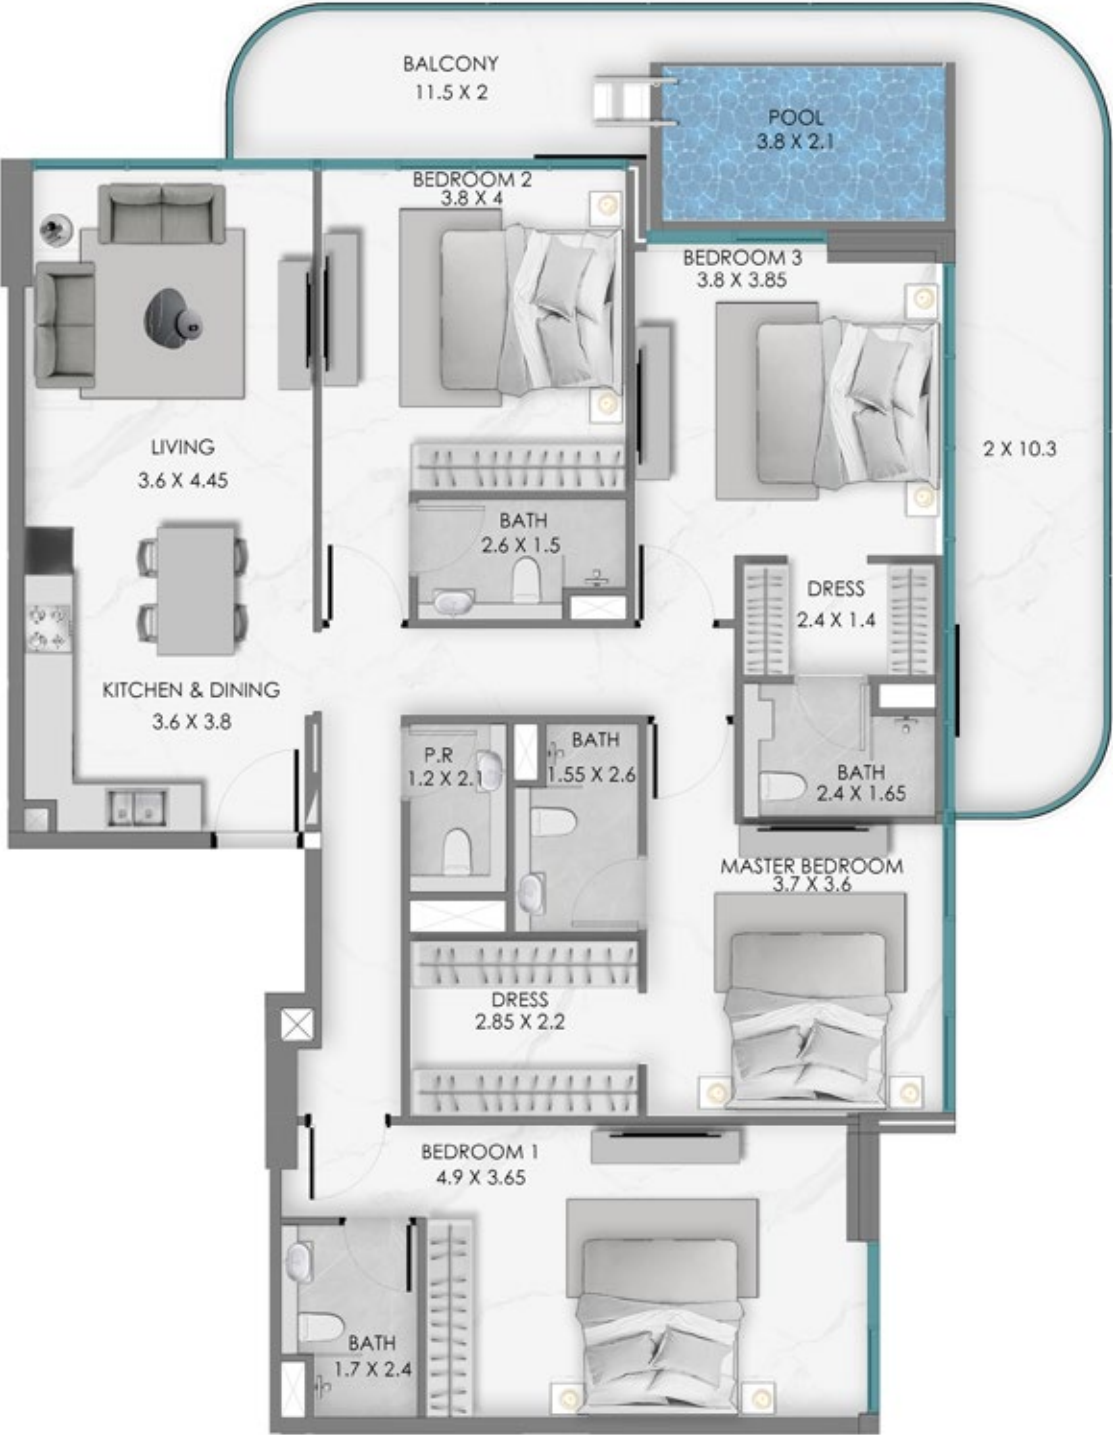 BALCONY
11.5 X 2
POOL
3.8 X 2.1
BEDROOM 2
3.8 X 4
BEDROOM 3
3.8 X 3.85
LIVING
3.6 X 4.45
2 X 10.3
BATH
2.6 X 1.5
DRESS
2.4 X 1.4
KITCHEN & DINING
3.6 X 3.8
P.R
1.2 X 2.1
BATH
1.55 X 2.6
BATH
2.4 X 1.65
MASTER BEDROOM
3.7 X 3.6
DRESS
2.85 X 2.2
BEDROOM 1
4.9 X 3.65
BATH
1.7 X 2.4